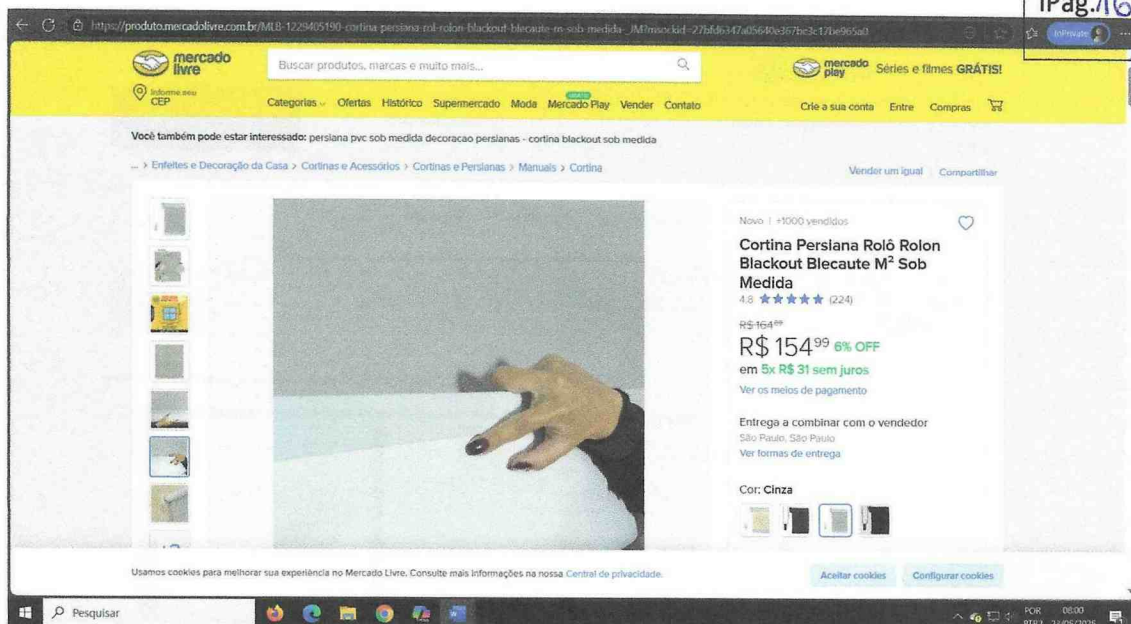 Pag. 16
https://produto.mercadolivre.com.br/MLB-1229405190-cortina-persiana-rol-rolon-blackout-blecaute-m-sob-medida-_JM?msockid=27bfd6347a05640e367bc3c17be965a0
InPrivate
mercado livre
Buscar produtos, marcas e muito mais...
mercado play
Séries e filmes GRÁTIS!
Informe seu CEP
Categorias Ofertas Histórico Supermercado Moda Mercado Play Vender Contato
Crie a sua conta Entre Compras
Você também pode estar interessado: persiana pvc sob medida decoracao persianas - cortina blackout sob medida
... > Enfeites e Decoração da Casa > Cortinas e Acessórios > Cortinas e Persianas > Manuais > Cortina
Vender um igual Compartilhar
Novo | +1000 vendidos
Cortina Persiana Rolô Rolon
Blackout Blecaute M² Sob
Medida
4.8 ★★★★★ (224)
R$ 154⁹⁹ 6% OFF
em 5x R$ 31 sem juros
Ver os meios de pagamento
Entrega a combinar com o vendedor
São Paulo, São Paulo
Ver formas de entrega
Cor: Cinza
Usamos cookies para melhorar sua experiência no Mercado Livre. Consulte mais informações na nossa Central de privacidade.
Aceitar cookies
Configurar cookies
Pesquisar
POR 08:00